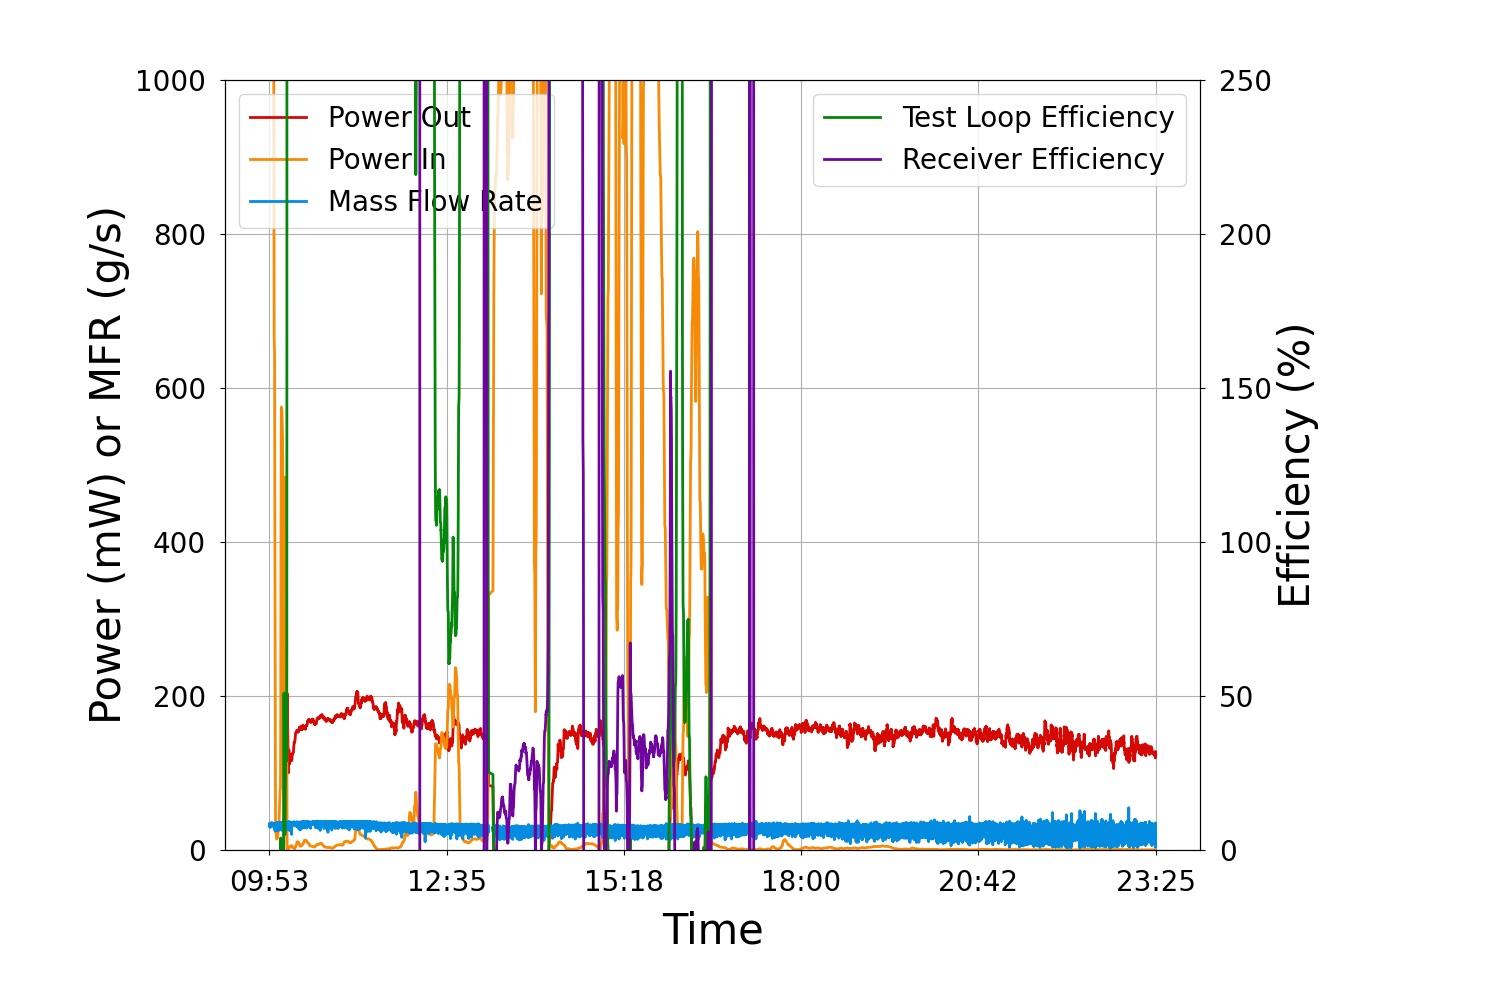 1000
800
600
400
200
0
Power (mW) or MFR (g/s)
Power Out
Power In
Mass Flow Rate
Test Loop Efficiency
Receiver Efficiency
250
200
150
100
50
0
Efficiency (%)
09:53 12:35 15:18 18:00 20:42 23:25
Time